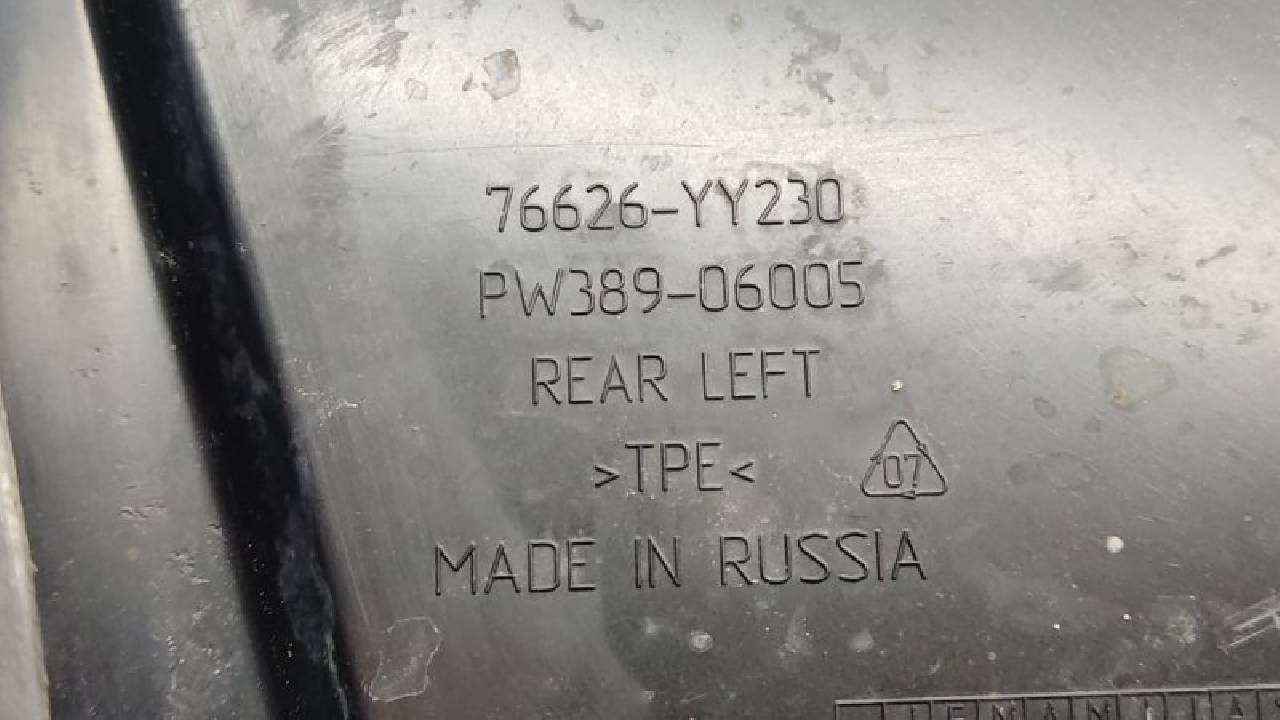 76626-YY230
PW389-06005
REAR LEFT
>TPE<
07
MADE IN RUSSIA